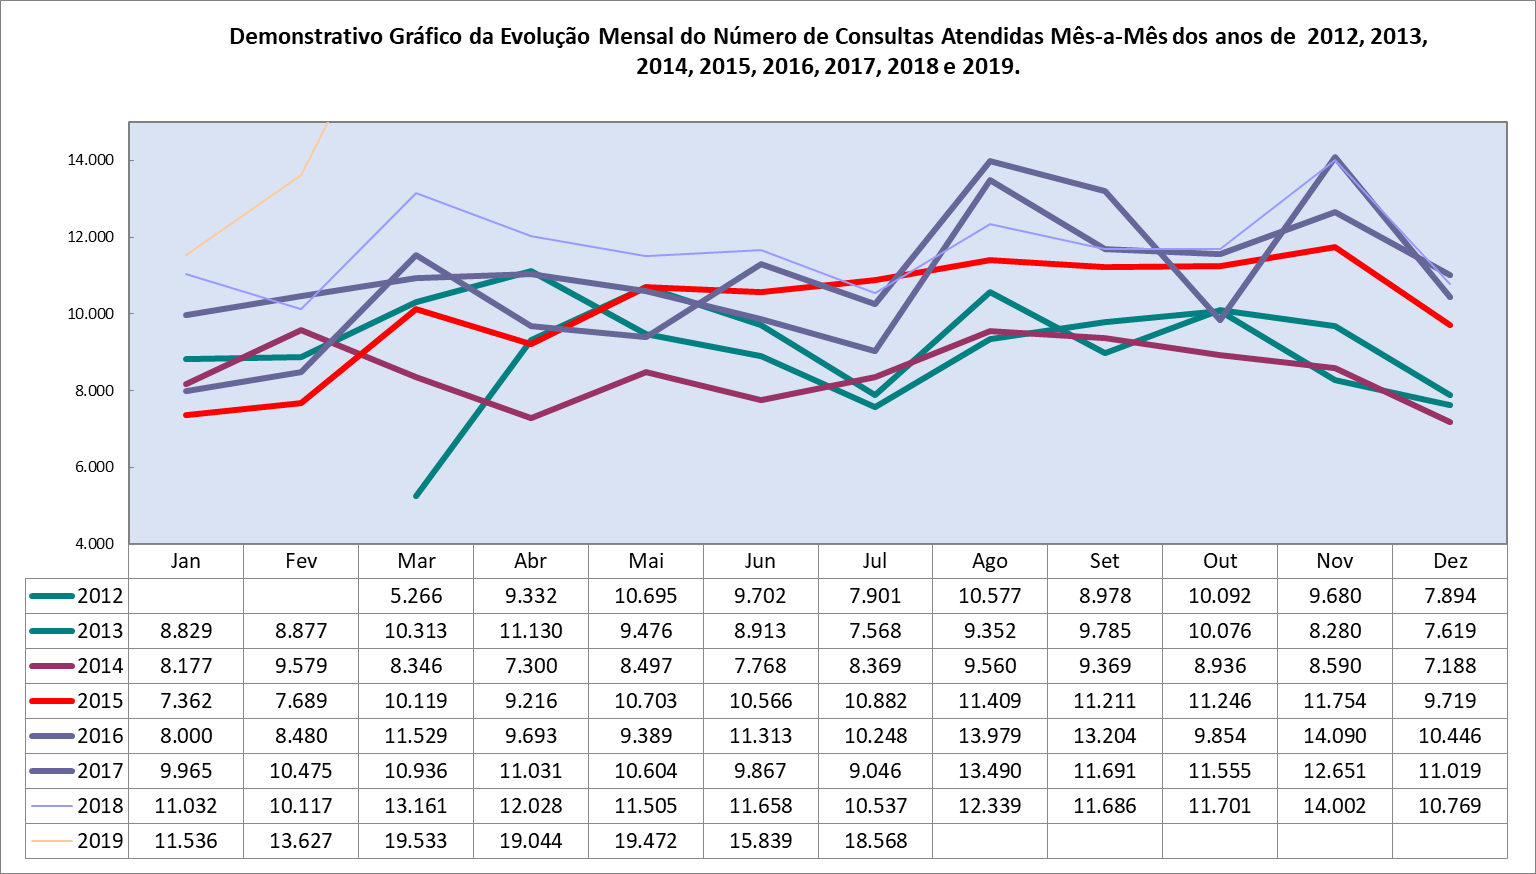 Demonstrativo Gráfico da Evolução Mensal do Número de Consultas Atendidas Mês-a-Mês dos anos de 2012, 2013,
2014, 2015, 2016, 2017, 2018 e 2019.
14.000
12.000
10.000
8.000
6.000
4.000
Jan Fev Mar Abr Mai Jun Jul Ago Set Out Nov Dez
2012 5.266 9.332 10.695 9.702 7.901 10.577 8.978 10.092 9.680 7.894
2013 8.829 8.877 10.313 11.130 9.476 8.913 7.568 9.352 9.785 10.076 8.280 7.619
2014 8.177 9.579 8.346 7.300 8.497 7.768 8.369 9.560 9.369 8.936 8.590 7.188
2015 7.362 7.689 10.119 9.216 10.703 10.566 10.882 11.409 11.211 11.246 11.754 9.719
2016 8.000 8.480 11.529 9.693 9.389 11.313 10.248 13.979 13.204 9.854 14.090 10.446
2017 9.965 10.475 10.936 11.031 10.604 9.867 9.046 13.490 11.691 11.555 12.651 11.019
2018 11.032 10.117 13.161 12.028 11.505 11.658 10.537 12.339 11.686 11.701 14.002 10.769
2019 11.536 13.627 19.533 19.044 19.472 15.839 18.568